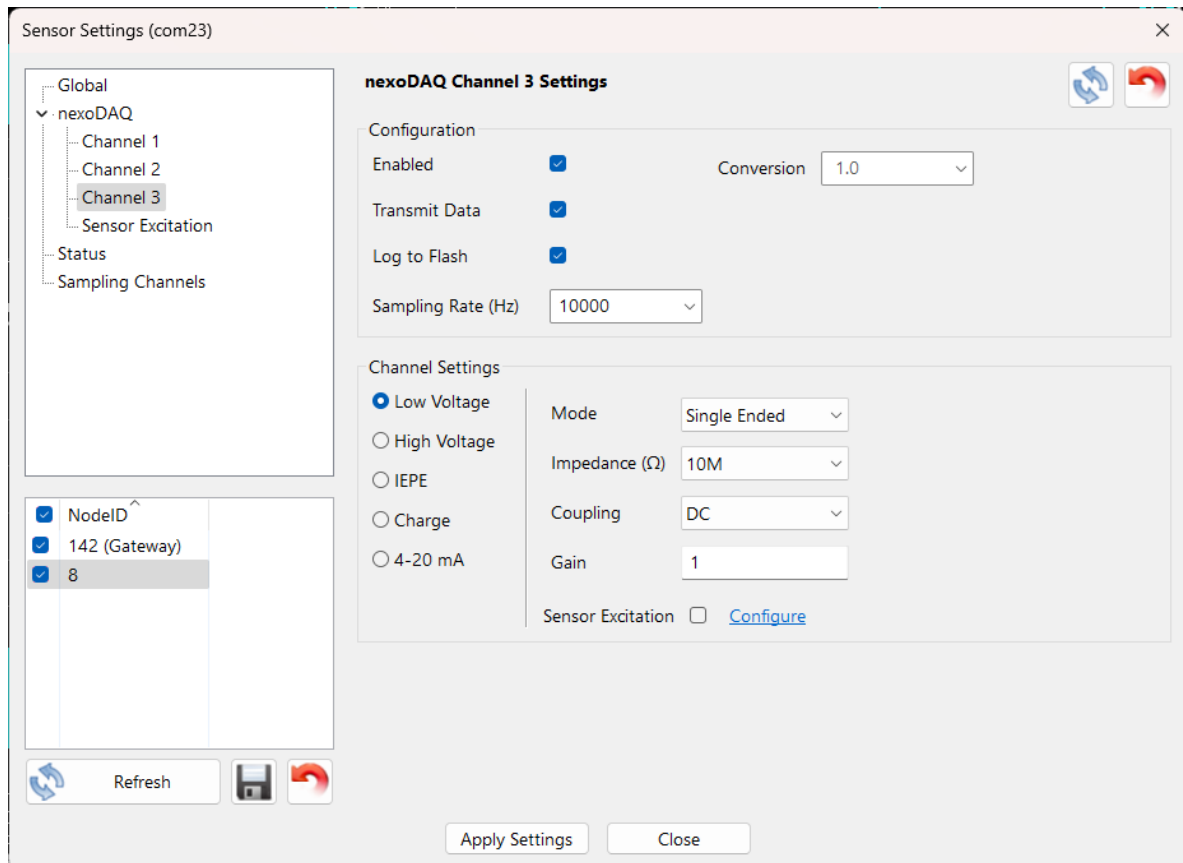 Sensor Settings (com23)
Global
nexoDAQ
Channel 1
Channel 2
Channel 3
Sensor Excitation
Status
Sampling Channels
NodeID
142 (Gateway)
8
Refresh
nexoDAQ Channel 3 Settings
Configuration
Enabled
Conversion 1.0
Transmit Data
Log to Flash
Sampling Rate (Hz) 10000
Channel Settings
Low Voltage
High Voltage
IEPE
Charge
4-20 mA
Mode Single Ended
Impedance (Ω) 10M
Coupling DC
Gain 1
Sensor Excitation Configure
Apply Settings Close